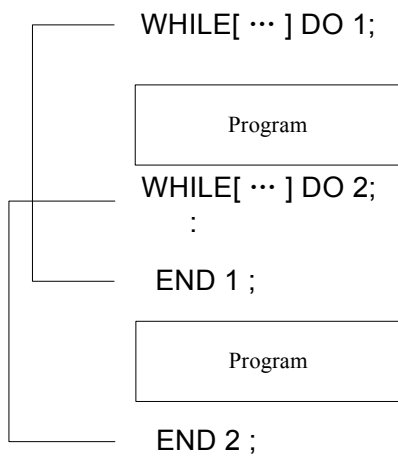 WHILE[ ··· ] DO 1;
Program
WHILE[ ··· ] DO 2;
:
END 1 ;
Program
END 2 ;